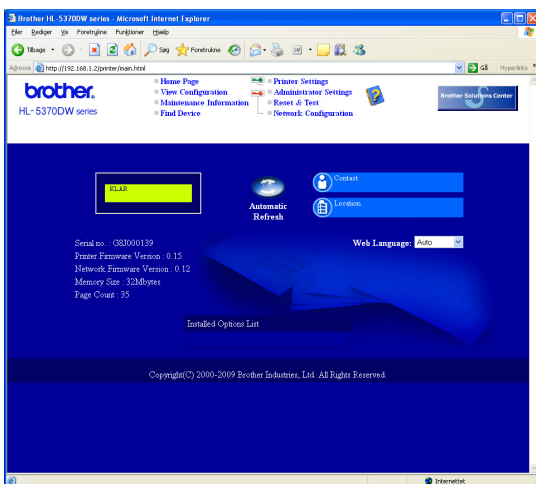 Brother HL-5370DW series - Microsoft Internet Explorer
Filer Rediger Vis Foretrukne Funktioner Hjælp
Tilbage Søg Foretrukne
Adresse http://192.168.1.2/printer/main.html Gå Hyperlinks
brother.
HL-5370DW series
Home Page
View Configuration
Maintenance Information
Find Device
Printer Settings
Administrator Settings
Reset & Test
Network Configuration
Brother Solutions Center
KLAR
Automatic
Refresh
Contact
Location
Serial no. : G8J000139
Printer Firmware Version : 0.15
Network Firmware Version : 0.12
Memory Size : 32Mbytes
Page Count : 35
Web Language: Auto
Installed Options List
Copyright(C) 2000-2009 Brother Industries, Ltd. All Rights Reserved.
Internettet